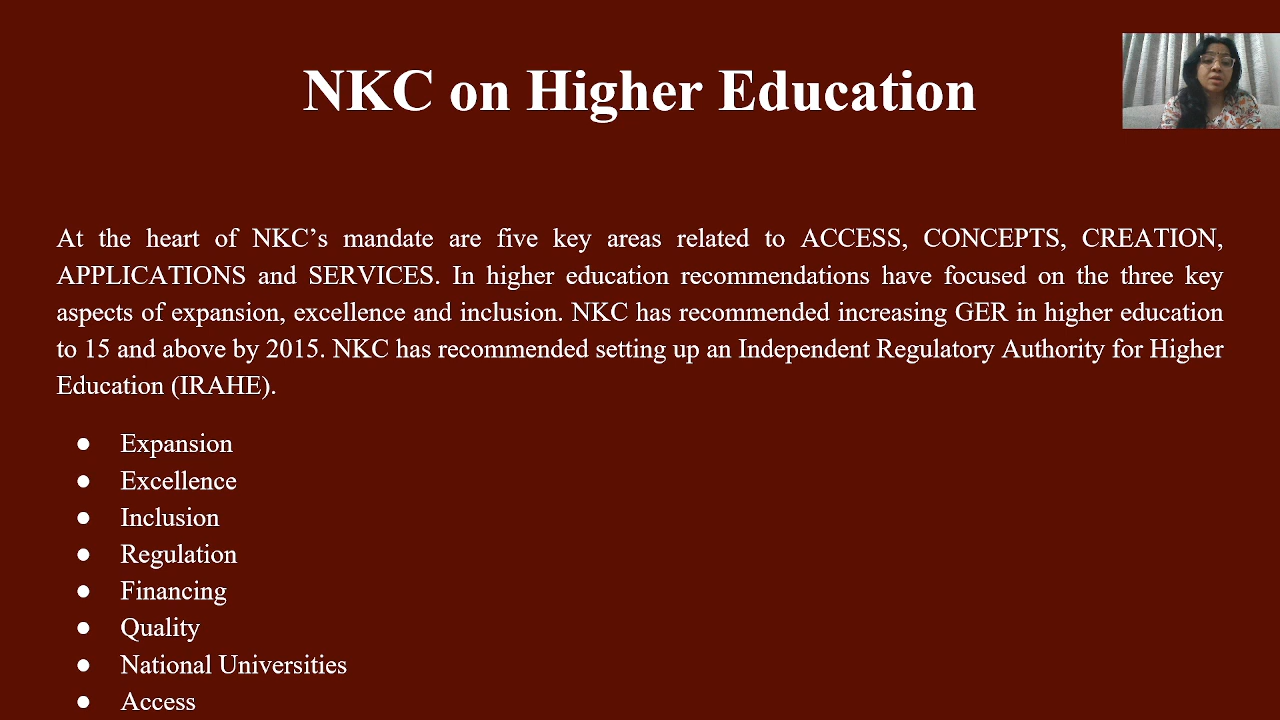 NKC on Higher Education
At the heart of NKC’s mandate are five key areas related to ACCESS, CONCEPTS, CREATION,
APPLICATIONS and SERVICES. In higher education recommendations have focused on the three key
aspects of expansion, excellence and inclusion. NKC has recommended increasing GER in higher education
to 15 and above by 2015. NKC has recommended setting up an Independent Regulatory Authority for Higher
Education (IRAHE).
● Expansion
● Excellence
● Inclusion
● Regulation
● Financing
● Quality
● National Universities
● Access